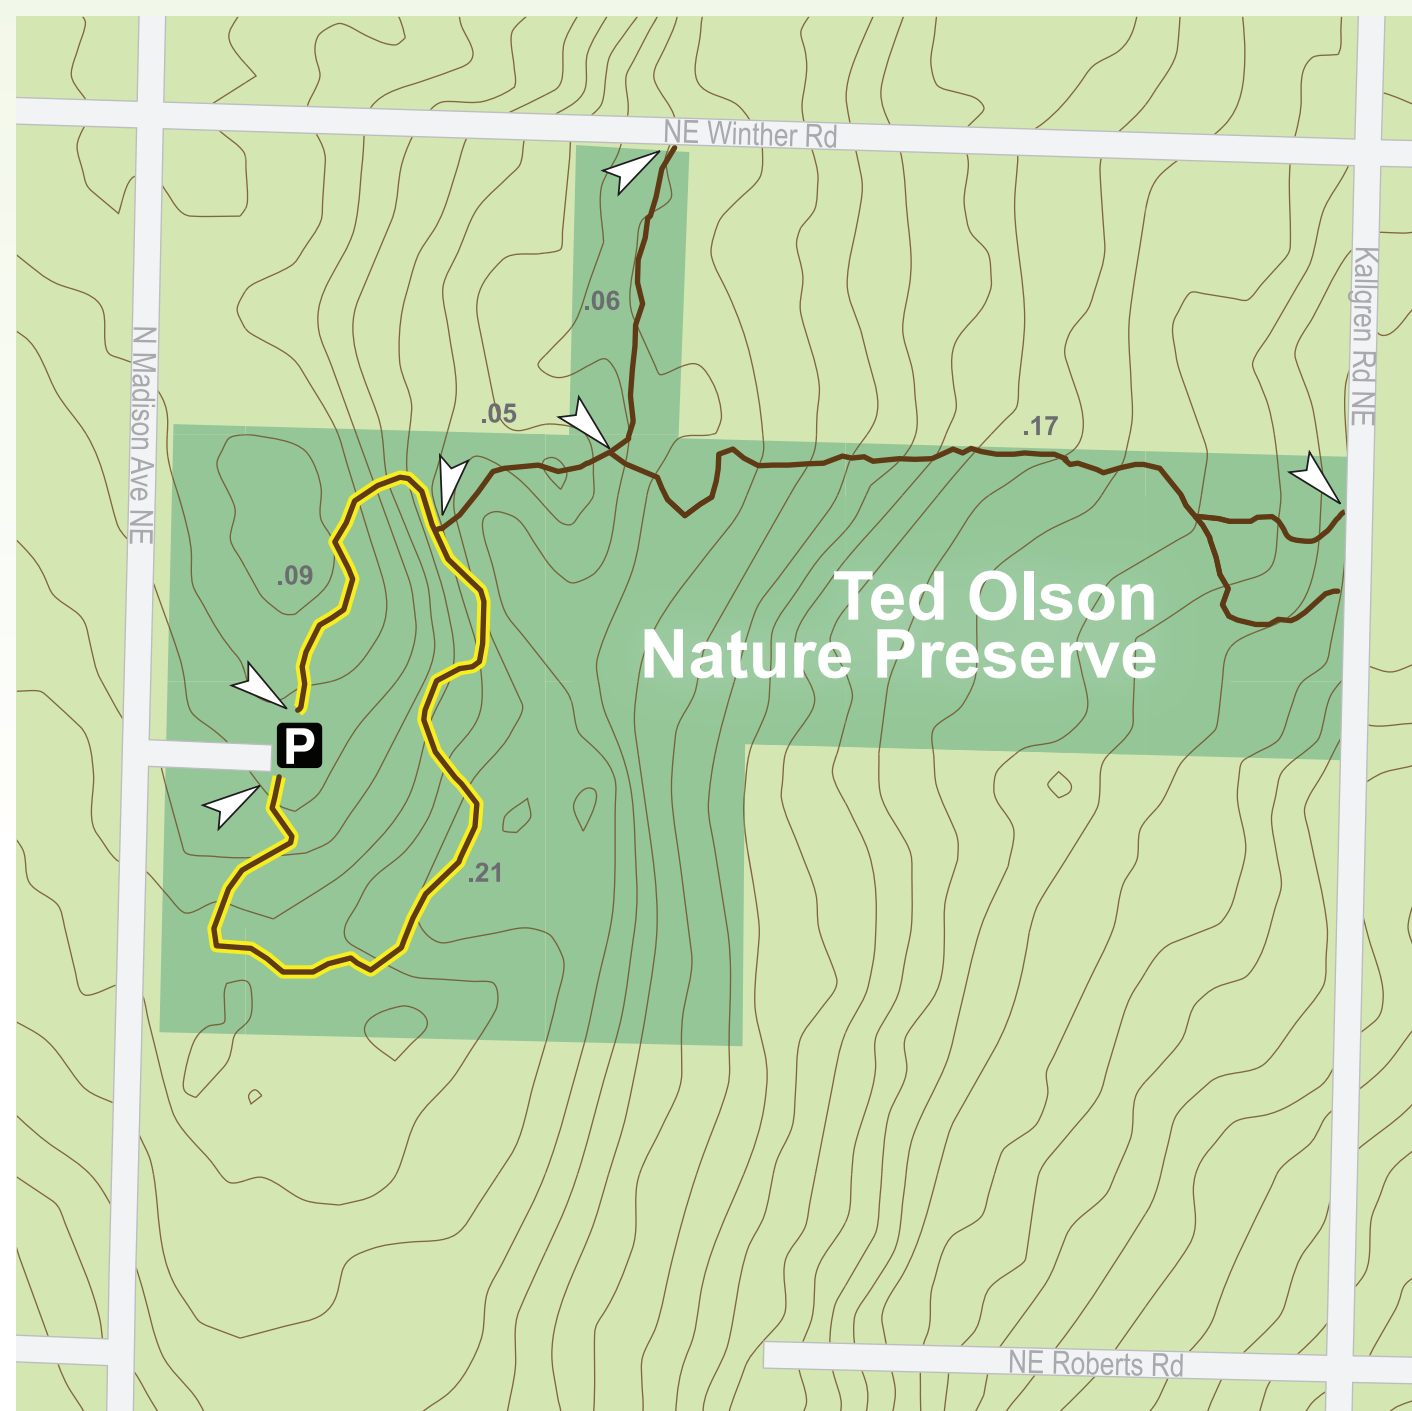 NE Winther Rd
Kallgren Rd NE
.06
N Madison Ave NE
.05
.17
.09
Ted Olson
Nature Preserve
P
.21
NE Roberts Rd